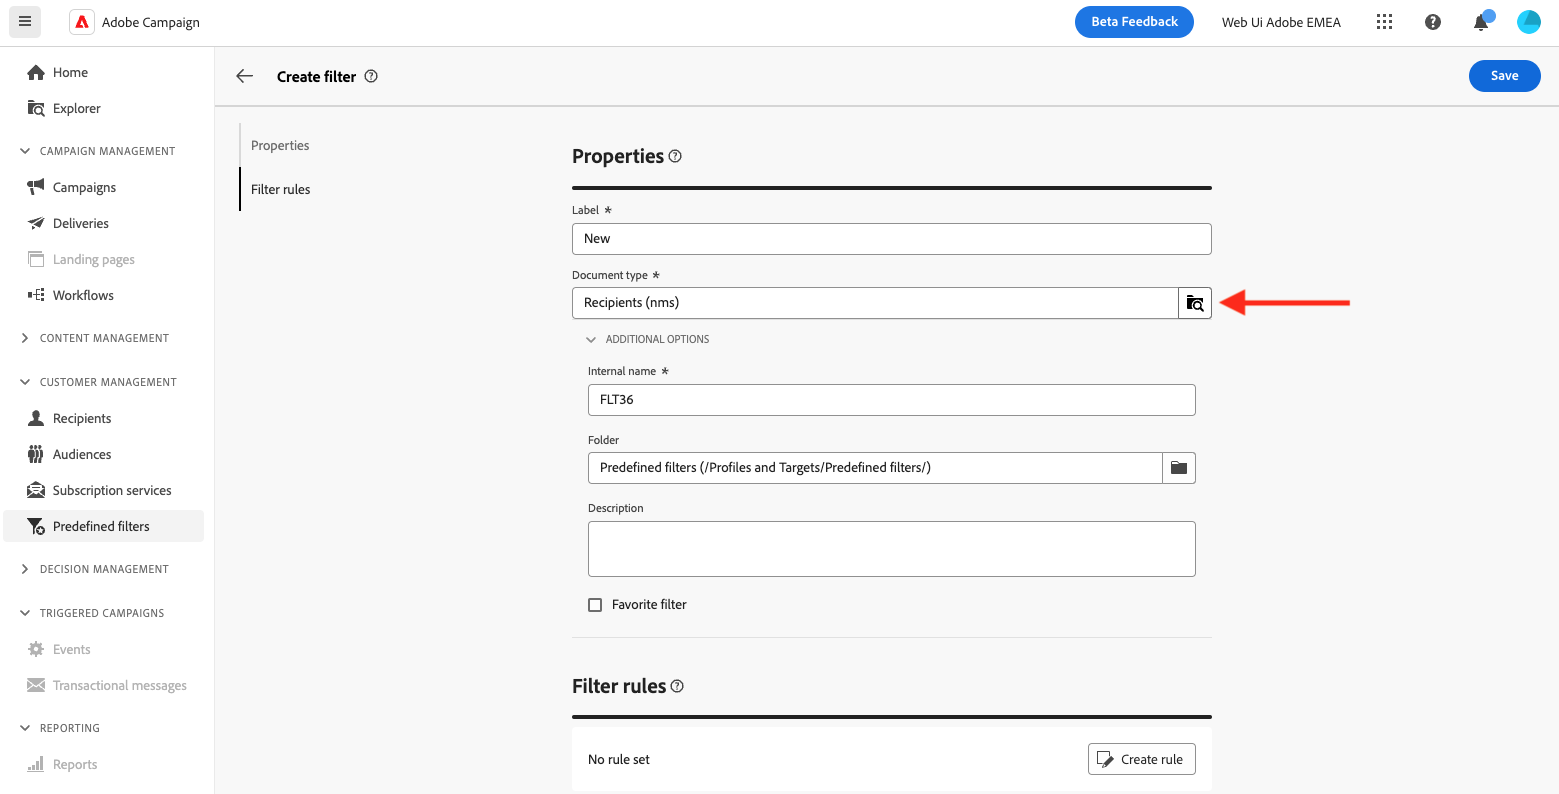 Adobe Campaign
Beta Feedback
Web Ui Adobe EMEA
Home
Explorer
CAMPAIGN MANAGEMENT
Campaigns
Deliveries
Landing pages
Workflows
CONTENT MANAGEMENT
CUSTOMER MANAGEMENT
Recipients
Audiences
Subscription services
Predefined filters
DECISION MANAGEMENT
TRIGGERED CAMPAIGNS
Events
Transactional messages
REPORTING
Reports
Create filter
Save
Properties
Filter rules
Properties
Label *
New
Document type *
Recipients (nms)
ADDITIONAL OPTIONS
Internal name *
FLT36
Folder
Predefined filters (/Profiles and Targets/Predefined filters/)
Description
Favorite filter
Filter rules
No rule set
Create rule